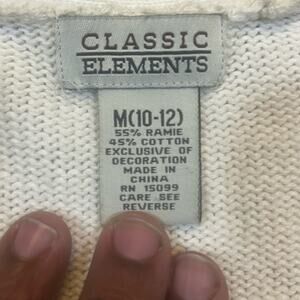 CLASSIC
ELEMENTS
M(10-12)
55% RAMIE
45% COTTON
EXCLUSIVE OF
DECORATION
MADE IN
CHINA
RN 15099
CARE SEE
REVERSE